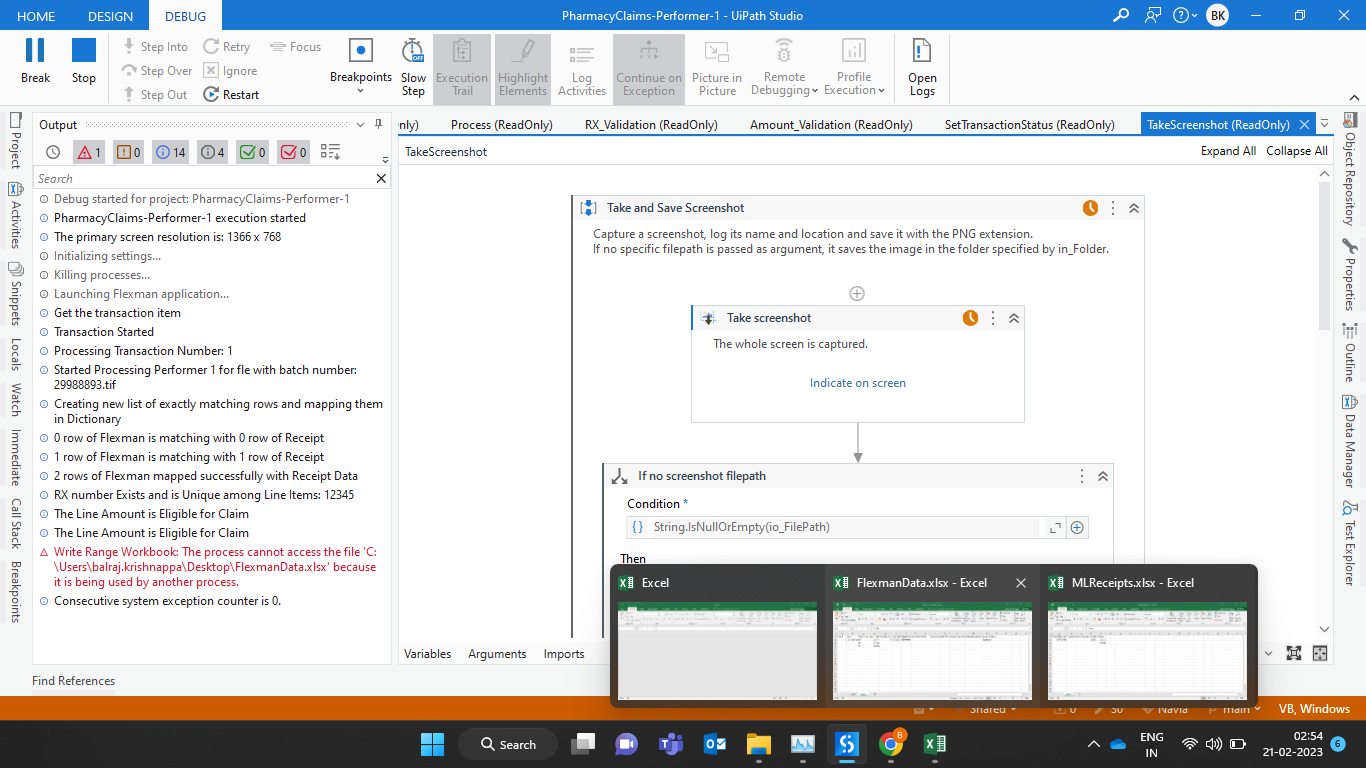 HOME DESIGN DEBUG PharmacyClaims-Performer-1 - UiPath Studio BK
Break Stop Step Into Retry Focus
Step Over Ignore
Step Out Restart
Breakpoints Slow Step Execution Trail Highlight Elements Log Activities Continue on Exception Picture in Picture Remote Debugging Profile Execution Open Logs
Output
1 0 14 4 0 0
Search
Debug started for project: PharmacyClaims-Performer-1
PharmacyClaims-Performer-1 execution started
The primary screen resolution is: 1366 x 768
Initializing settings...
Killing processes...
Launching Flexman application...
Get the transaction item
Transaction Started
Processing Transaction Number: 1
Started Processing Performer 1 for fle with batch number:
29988893.tif
Creating new list of exactly matching rows and mapping them
in Dictionary
0 row of Flexman is matching with 0 row of Receipt
1 row of Flexman is matching with 1 row of Receipt
2 rows of Flexman mapped successfully with Receipt Data
RX number Exists and is Unique among Line Items: 12345
The Line Amount is Eligible for Claim
The Line Amount is Eligible for Claim
Write Range Workbook: The process cannot access the file 'C:
\Users\balraj.krishnappa\Desktop\FlexmanData.xlsx' because
it is being used by another process.
Consecutive system exception counter is 0.
Find References
Project
Activities
Snippets
Locals
Watch
Immediate
Call Stack
Breakpoints
nly) Process (ReadOnly) RX_Validation (ReadOnly) Amount_Validation (ReadOnly) SetTransactionStatus (ReadOnly) TakeScreenshot (ReadOnly)
TakeScreenshot Expand All Collapse All
Take and Save Screenshot
Capture a screenshot, log its name and location and save it with the PNG extension.
If no specific filepath is passed as argument, it saves the image in the folder specified by in_Folder.
Take screenshot
The whole screen is captured.
Indicate on screen
If no screenshot filepath
Condition *
String.IsNullOrEmpty(io_FilePath)
Then
Variables Arguments Imports
Object Repository
Properties
Outline
Data Manager
Test Explorer
Excel FlexmanData.xlsx - Excel MLReceipts.xlsx - Excel
Shared 0 30 Navia main VB, Windows
Search ENG
IN
02:54
21-02-2023
6